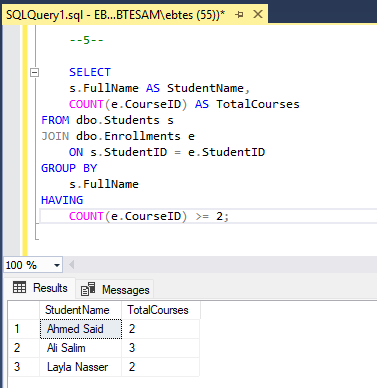 SQLQuery1.sql - EB...BTESAM\ebtes (55))*
--5--
SELECT
s.FullName AS StudentName,
COUNT(e.CourseID) AS TotalCourses
FROM dbo.Students s
JOIN dbo.Enrollments e
ON s.StudentID = e.StudentID
GROUP BY
s.FullName
HAVING
COUNT(e.CourseID) >= 2;
100 %
Results Messages
StudentName TotalCourses
1 Ahmed Said 2
2 Ali Salim 3
3 Layla Nasser 2